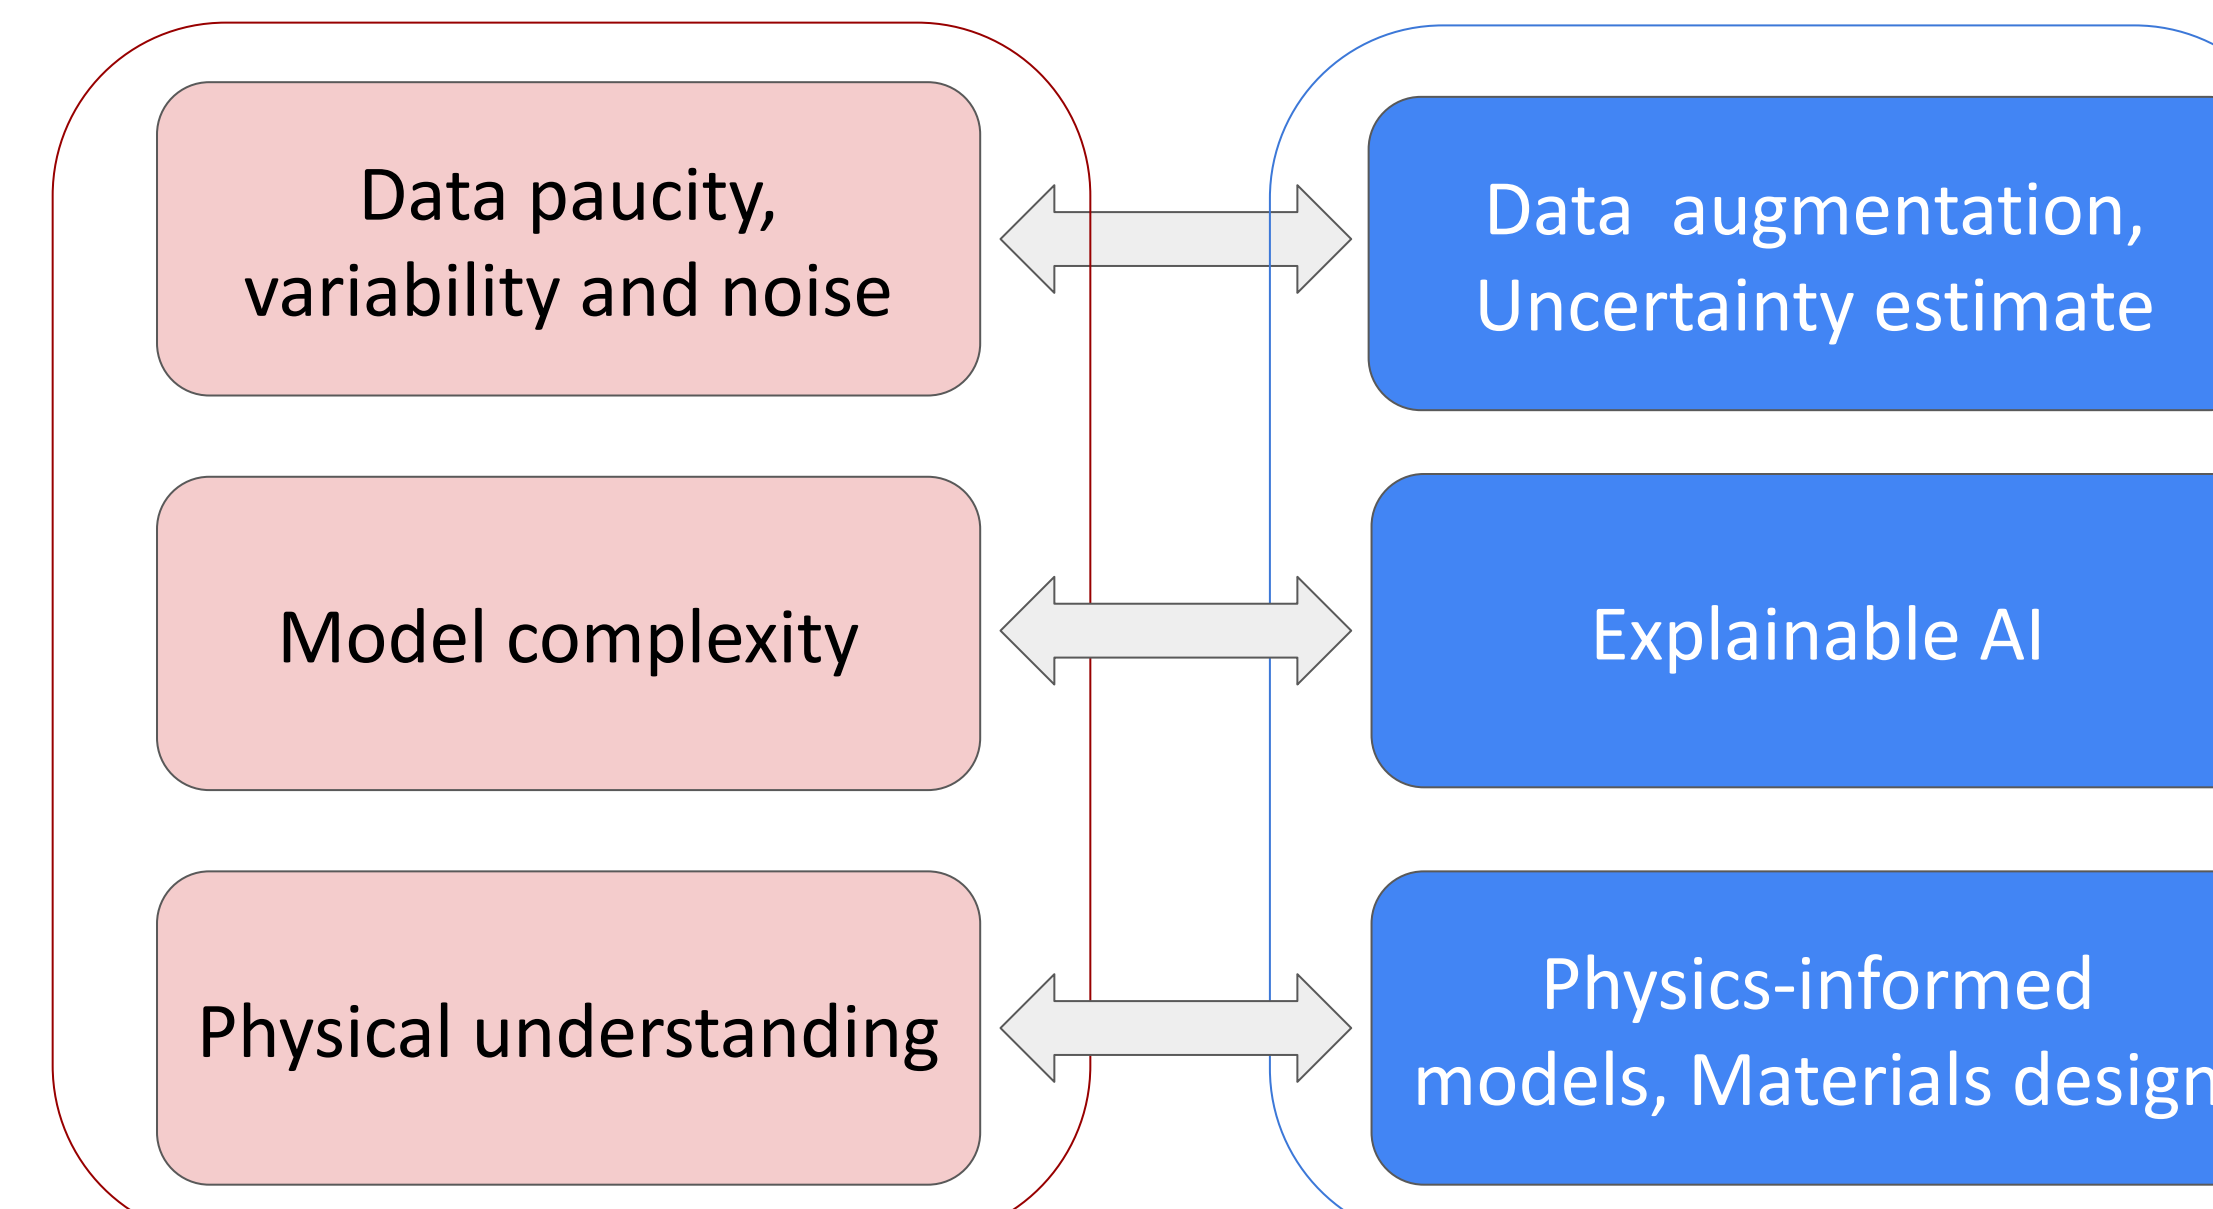 Data paucity,
variability and noise
Data  augmentation,
Uncertainty estimate
Model complexity
Explainable AI
Physical understanding
Physics-informed
models, Materials design